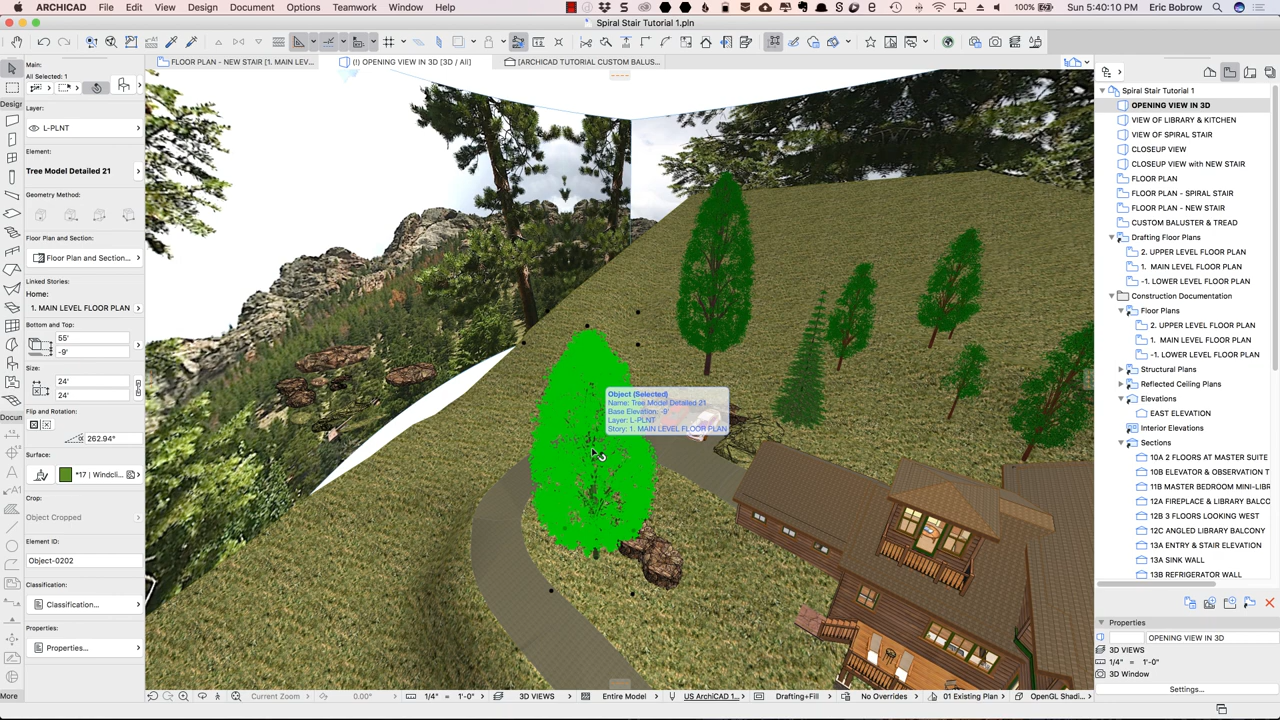 ARCHICAD File Edit View Design Document Options Teamwork Window Help
100% Sun 5:40:10 PM Eric Bobrow
Spiral Stair Tutorial 1.pln
FLOOR PLAN - NEW STAIR [1. MAIN LEV...
(!) OPENING VIEW IN 3D [3D / All]
[ARCHICAD TUTORIAL CUSTOM BALUS...
Main:
All Selected: 1
Design
Layer:
L-PLNT
Element:
Tree Model Detailed 21
Geometry Method:
Floor Plan and Section:
Floor Plan and Section...
Linked Stories:
Home:
1. MAIN LEVEL FLOOR PLAN
Bottom and Top:
55'
-9'
Size:
24'
24'
Docun
Flip and Rotation:
262.94°
Surface:
*17 | Windcli
Crop:
Object Cropped
Element ID:
Object-0202
Classification:
Classification...
Properties:
Properties...
More
Object (Selected)
Name: Tree Model Detailed 21
Base Elevation: -9'
Layer: L-PLNT
Story: 1. MAIN LEVEL FLOOR PLAN
Spiral Stair Tutorial 1
OPENING VIEW IN 3D
VIEW OF LIBRARY & KITCHEN
VIEW OF SPIRAL STAIR
CLOSEUP VIEW
CLOSEUP VIEW with NEW STAIR
FLOOR PLAN
FLOOR PLAN - SPIRAL STAIR
FLOOR PLAN - NEW STAIR
CUSTOM BALUSTER & TREAD
Drafting Floor Plans
2. UPPER LEVEL FLOOR PLAN
1. MAIN LEVEL FLOOR PLAN
-1. LOWER LEVEL FLOOR PLAN
Construction Documentation
Floor Plans
2. UPPER LEVEL FLOOR PLAN
1. MAIN LEVEL FLOOR PLAN
-1. LOWER LEVEL FLOOR PLAN
Structural Plans
Reflected Ceiling Plans
Elevations
EAST ELEVATION
Interior Elevations
Sections
10A 2 FLOORS AT MASTER SUITE
10B ELEVATOR & OBSERVATION T
11B MASTER BEDROOM MINI-LIBR
12A FIREPLACE & LIBRARY BALCO
12B 3 FLOORS LOOKING WEST
12C ANGLED LIBRARY BALCONY
13A ENTRY & STAIR ELEVATION
13A SINK WALL
13B REFRIGERATOR WALL
Properties
OPENING VIEW IN 3D
3D VIEWS
1/4" = 1'-0"
3D Window
Settings...
Current Zoom 0.00° 1/4" = 1'-0" 3D VIEWS Entire Model US ArchiCAD 1... Drafting+Fill No Overrides 01 Existing Plan OpenGL Shadi...